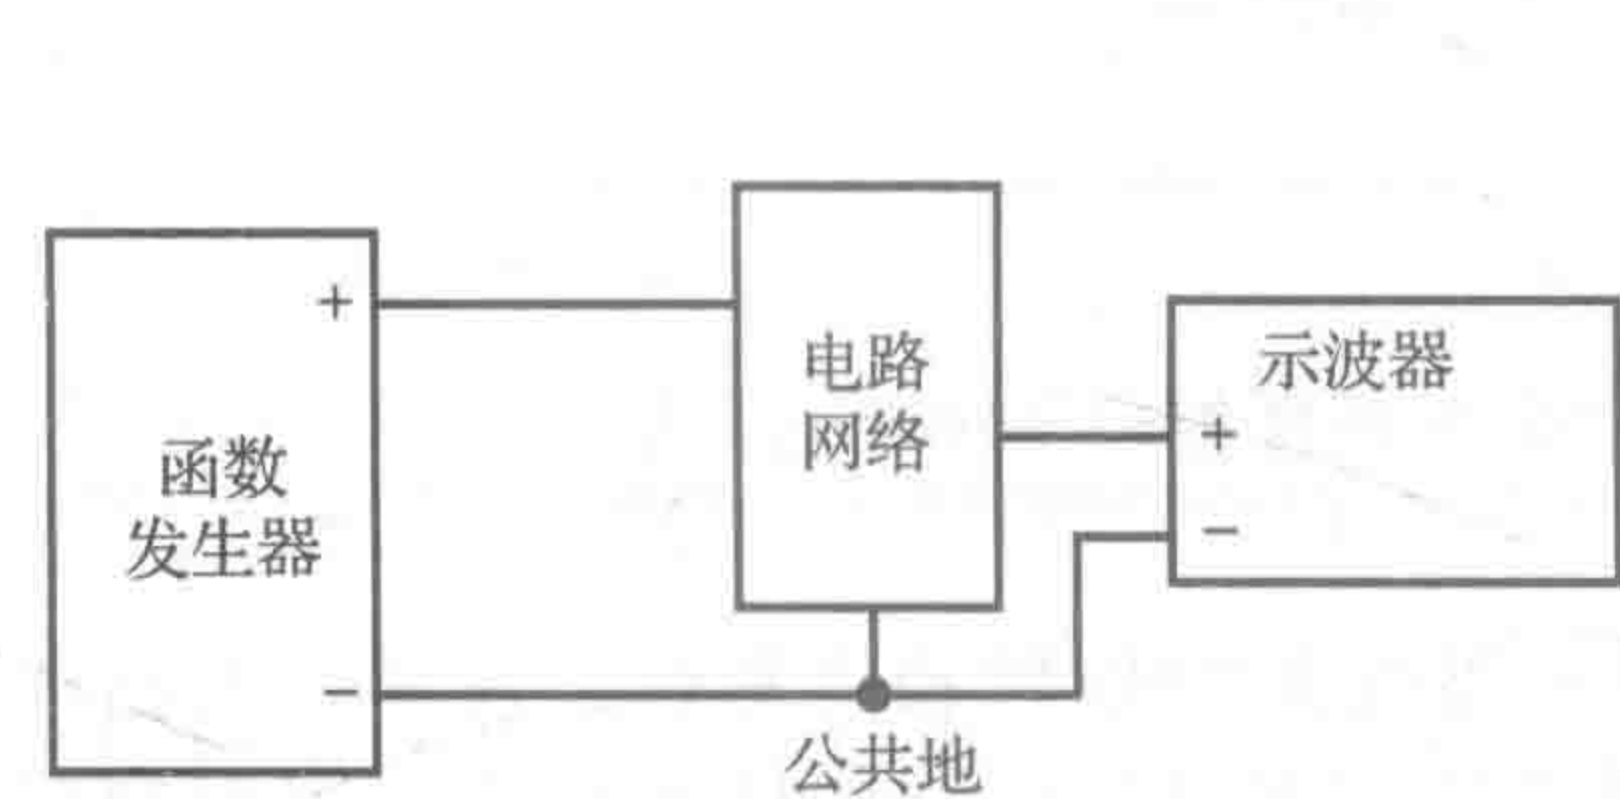 +
函数
发生器
−
电路
网络
示波器
+
−
公共地